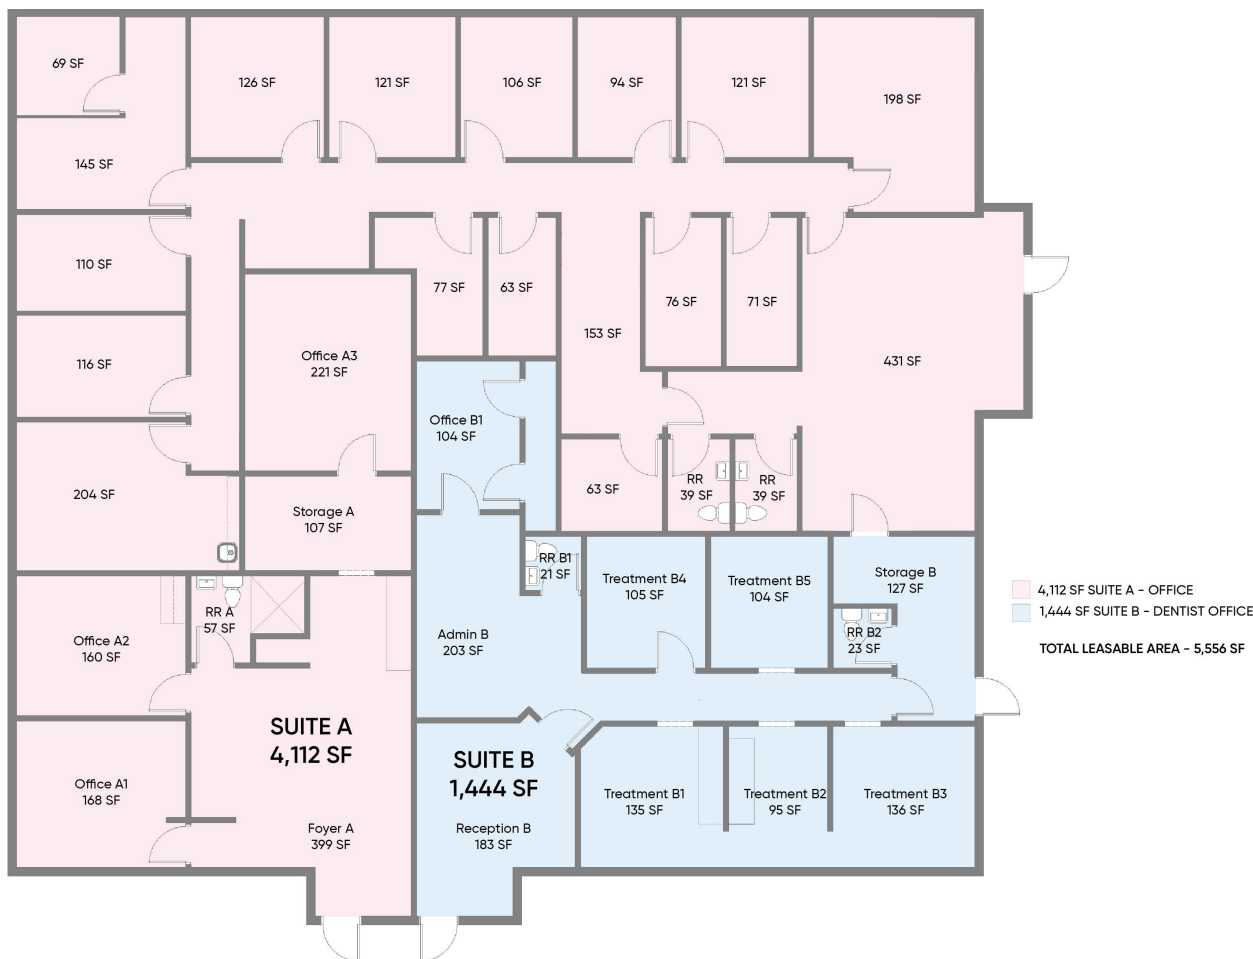 69 SF
126 SF
121 SF
106 SF
94 SF
121 SF
198 SF
145 SF
110 SF
77 SF
63 SF
76 SF
71 SF
153 SF
431 SF
116 SF
Office A3
221 SF
Office B1
104 SF
204 SF
Storage A
107 SF
63 SF
RR
39 SF
RR
39 SF
RR B1
21 SF
Treatment B4
105 SF
Treatment B5
104 SF
Storage B
127 SF
RR A
57 SF
Office A2
160 SF
Admin B
203 SF
RR B2
23 SF
4,112 SF SUITE A - OFFICE
1,444 SF SUITE B - DENTIST OFFICE
TOTAL LEASABLE AREA - 5,556 SF
SUITE A
4,112 SF
SUITE B
1,444 SF
Office A1
168 SF
Foyer A
399 SF
Reception B
183 SF
Treatment B1
135 SF
Treatment B2
95 SF
Treatment B3
136 SF